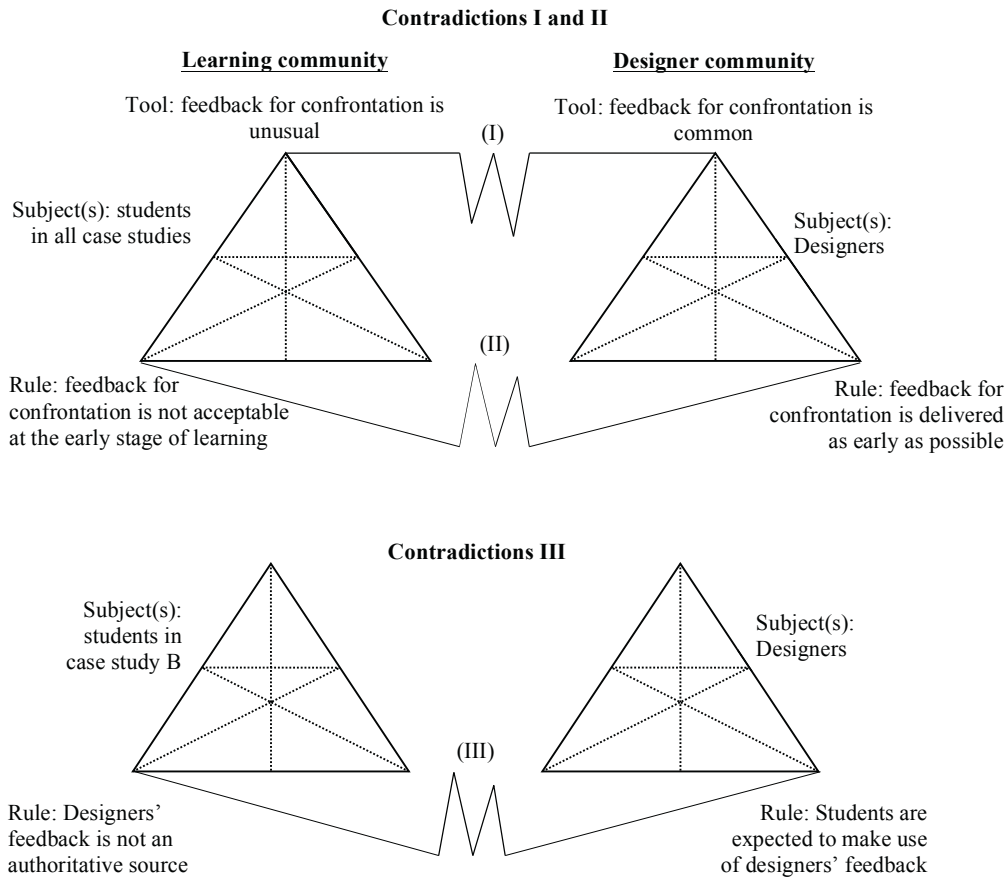 Contradictions I and II
Learning community
Designer community
Tool: feedback for confrontation is
unusual
Tool: feedback for confrontation is
common
(I)
Subject(s): students
in all case studies
Subject(s):
Designers
(II)
Rule: feedback for
confrontation is not acceptable
at the early stage of learning
Rule: feedback for
confrontation is delivered
as early as possible
Contradictions III
Subject(s):
students in
case study B
Subject(s):
Designers
(III)
Rule: Designers’
feedback is not an
authoritative source
Rule: Students are
expected to make use
of designers’ feedback